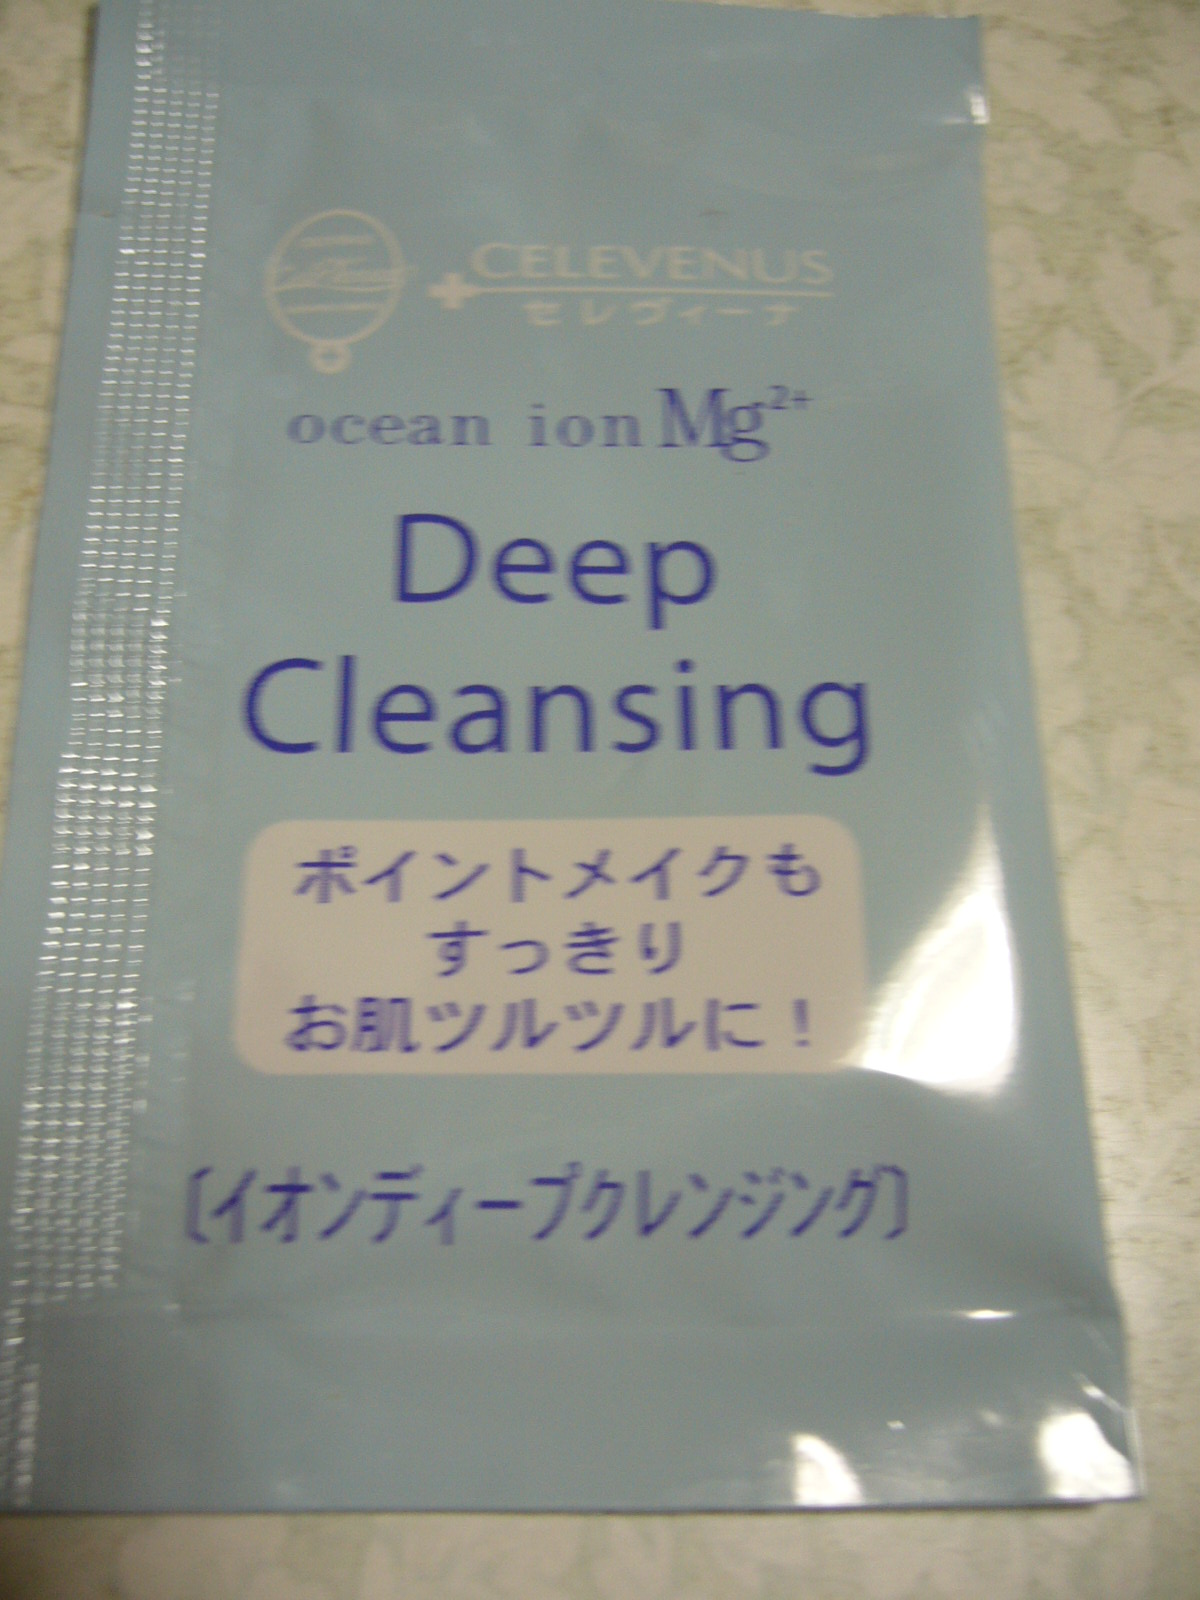 CELEVENUS
セレヴィーナ
ocean ion Mg²⁺
Deep
Cleansing
ポイントメイクも
すっきり
お肌ツルツルに！
〔イオンディープクレンジング〕